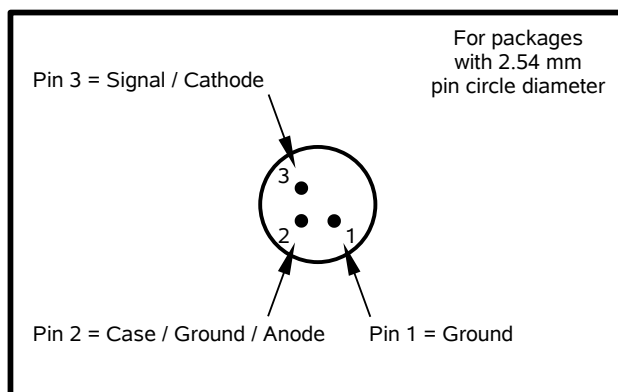 For packages
with 2.54 mm
pin circle diameter
Pin 3 = Signal / Cathode
3
2
1
Pin 2 = Case / Ground / Anode
Pin 1 = Ground